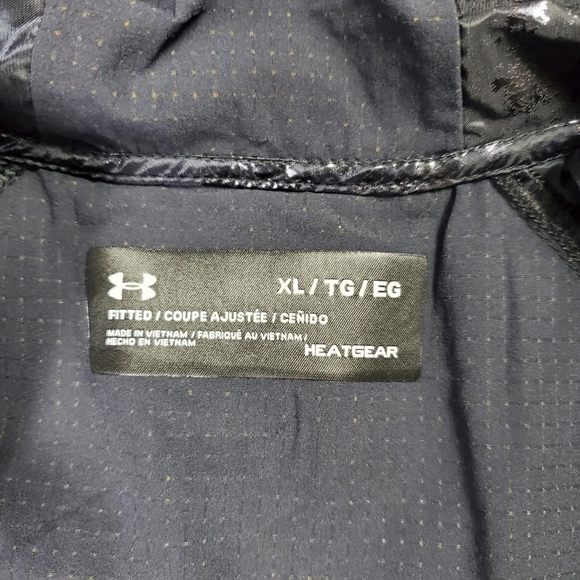 XL / TG / EG
FITTED / COUPE AJUSTÉE / CEÑIDO
MADE IN VIETNAM / FABRIQUÉ AU VIETNAM /
HECHO EN VIETNAM
HEATGEAR